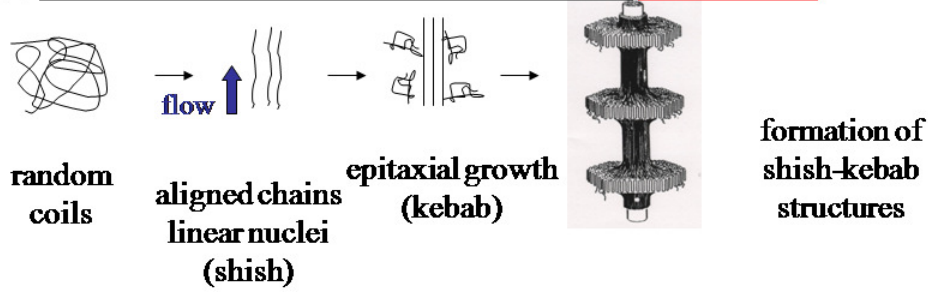 flow
random
coils
aligned chains
linear nuclei
(shish)
epitaxial growth
(kebab)
formation of
shish-kebab
structures